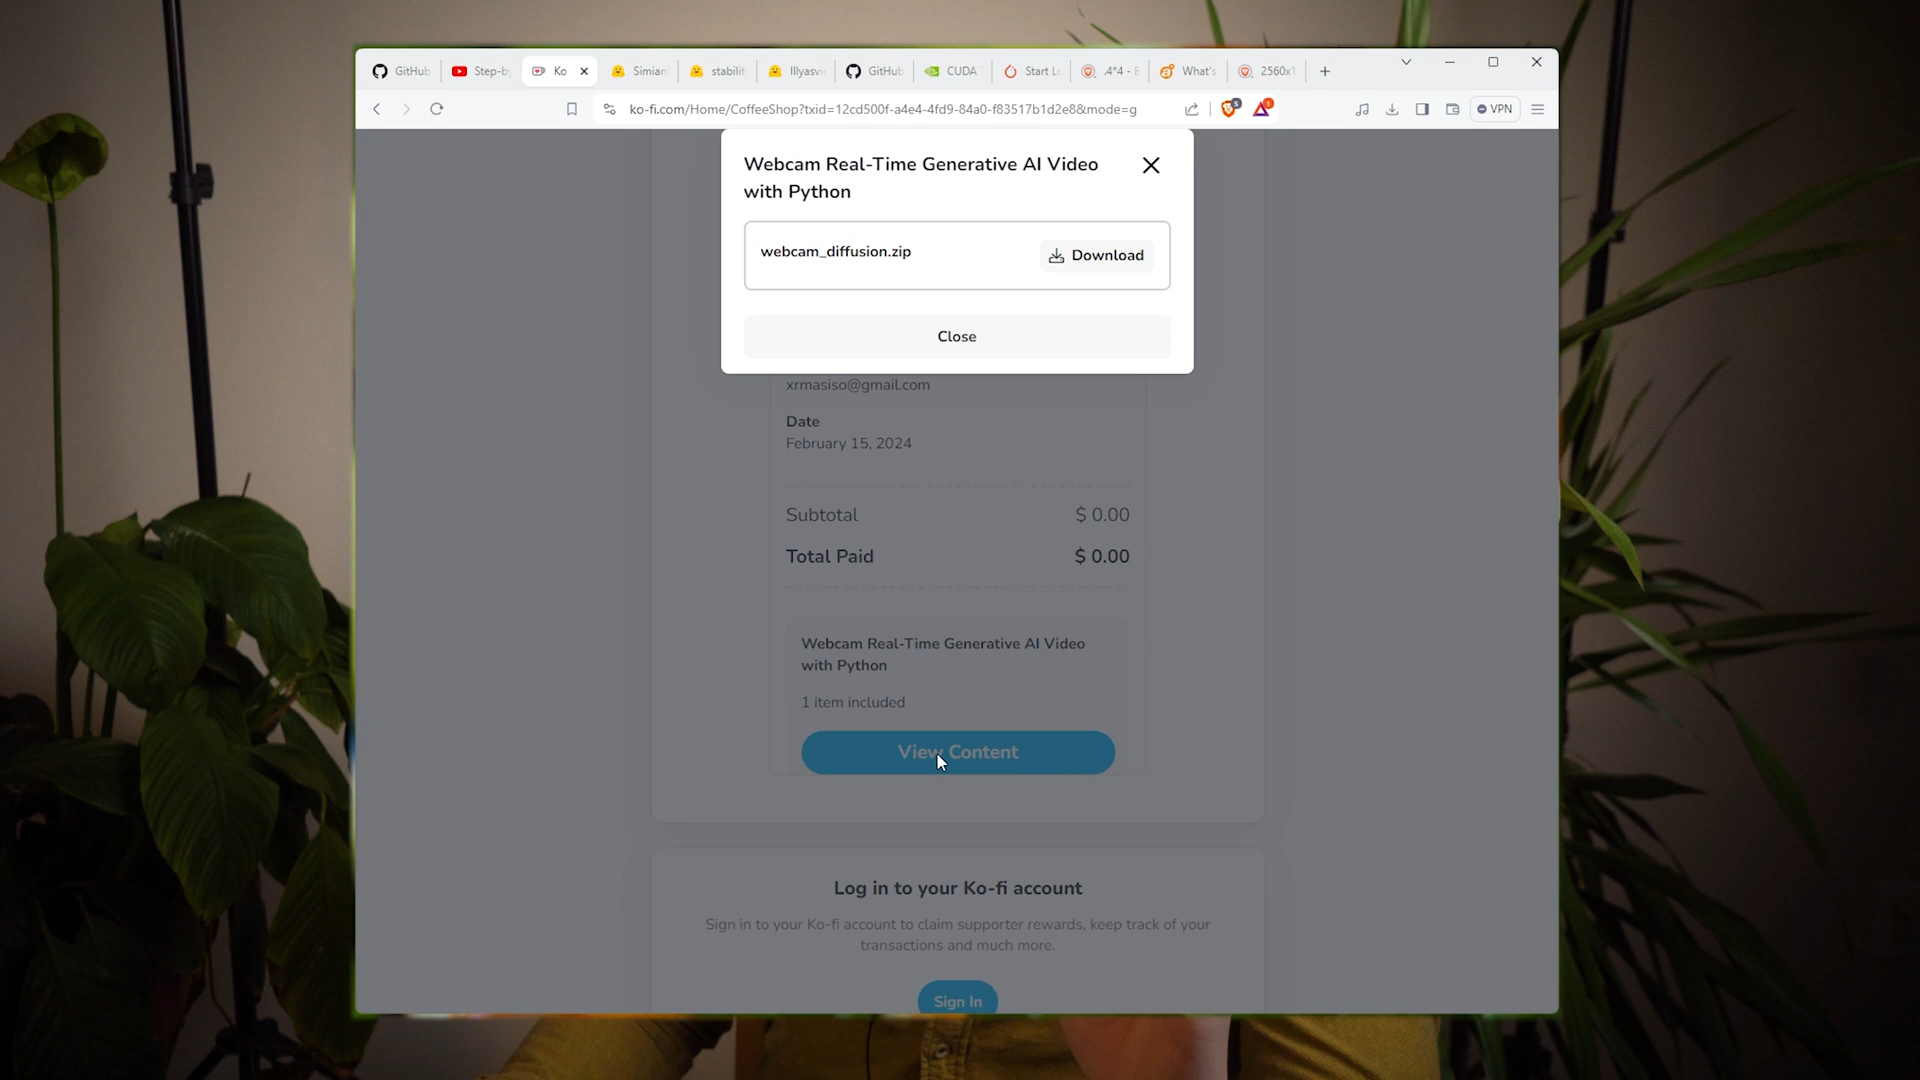 GitHub
Step-b
Ko
Simian
stability
Illyasvi
GitHub
CUDA
Start Lo
.4*4 - E
What's
2560x1
ko-fi.com/Home/CoffeeShop?txid=12cd500f-a4e4-4fd9-84a0-f83517b1d2e8&mode=g
5
1
VPN
Webcam Real-Time Generative AI Video
with Python
webcam_diffusion.zip
Download
Close
xrmasiso@gmail.com
Date
February 15, 2024
Subtotal
$ 0.00
Total Paid
$ 0.00
Webcam Real-Time Generative AI Video
with Python
1 item included
View Content
Log in to your Ko-fi account
Sign in to your Ko-fi account to claim supporter rewards, keep track of your
transactions and much more.
Sign In